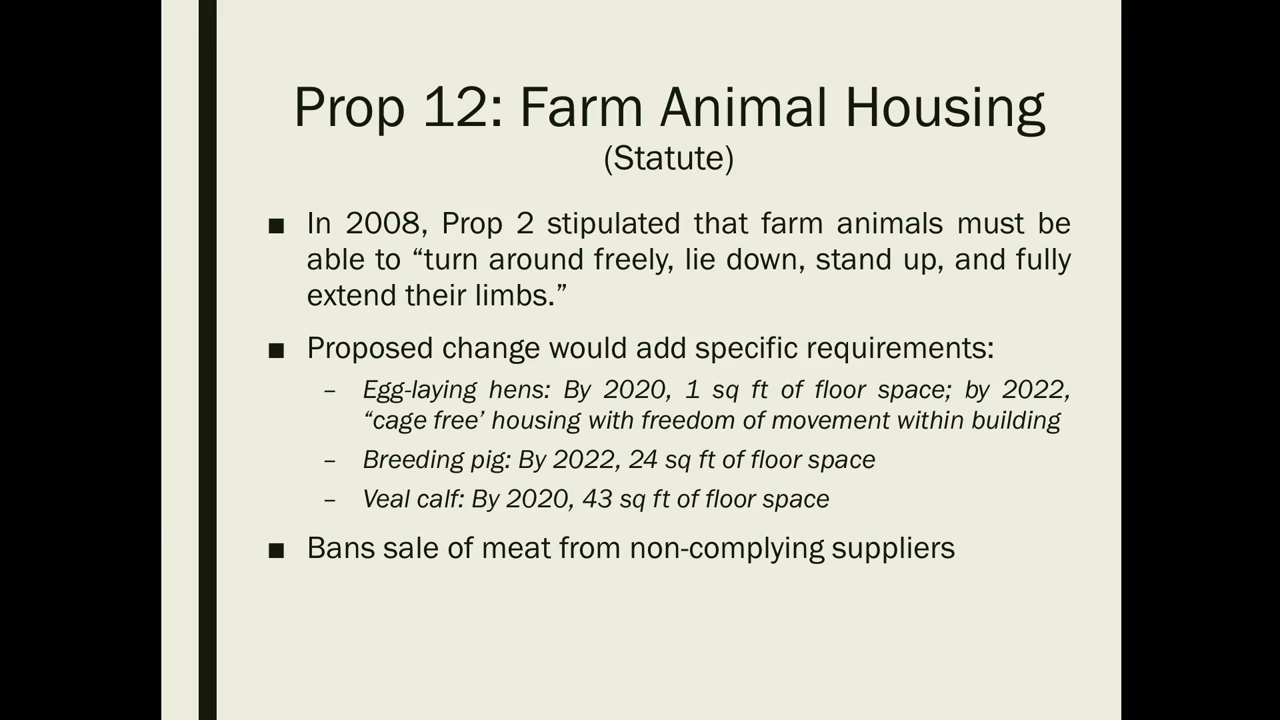 Prop 12: Farm Animal Housing
(Statute)
■ In 2008, Prop 2 stipulated that farm animals must be
able to “turn around freely, lie down, stand up, and fully
extend their limbs.”
■ Proposed change would add specific requirements:
– Egg-laying hens: By 2020, 1 sq ft of floor space; by 2022,
“cage free’ housing with freedom of movement within building
– Breeding pig: By 2022, 24 sq ft of floor space
– Veal calf: By 2020, 43 sq ft of floor space
■ Bans sale of meat from non-complying suppliers